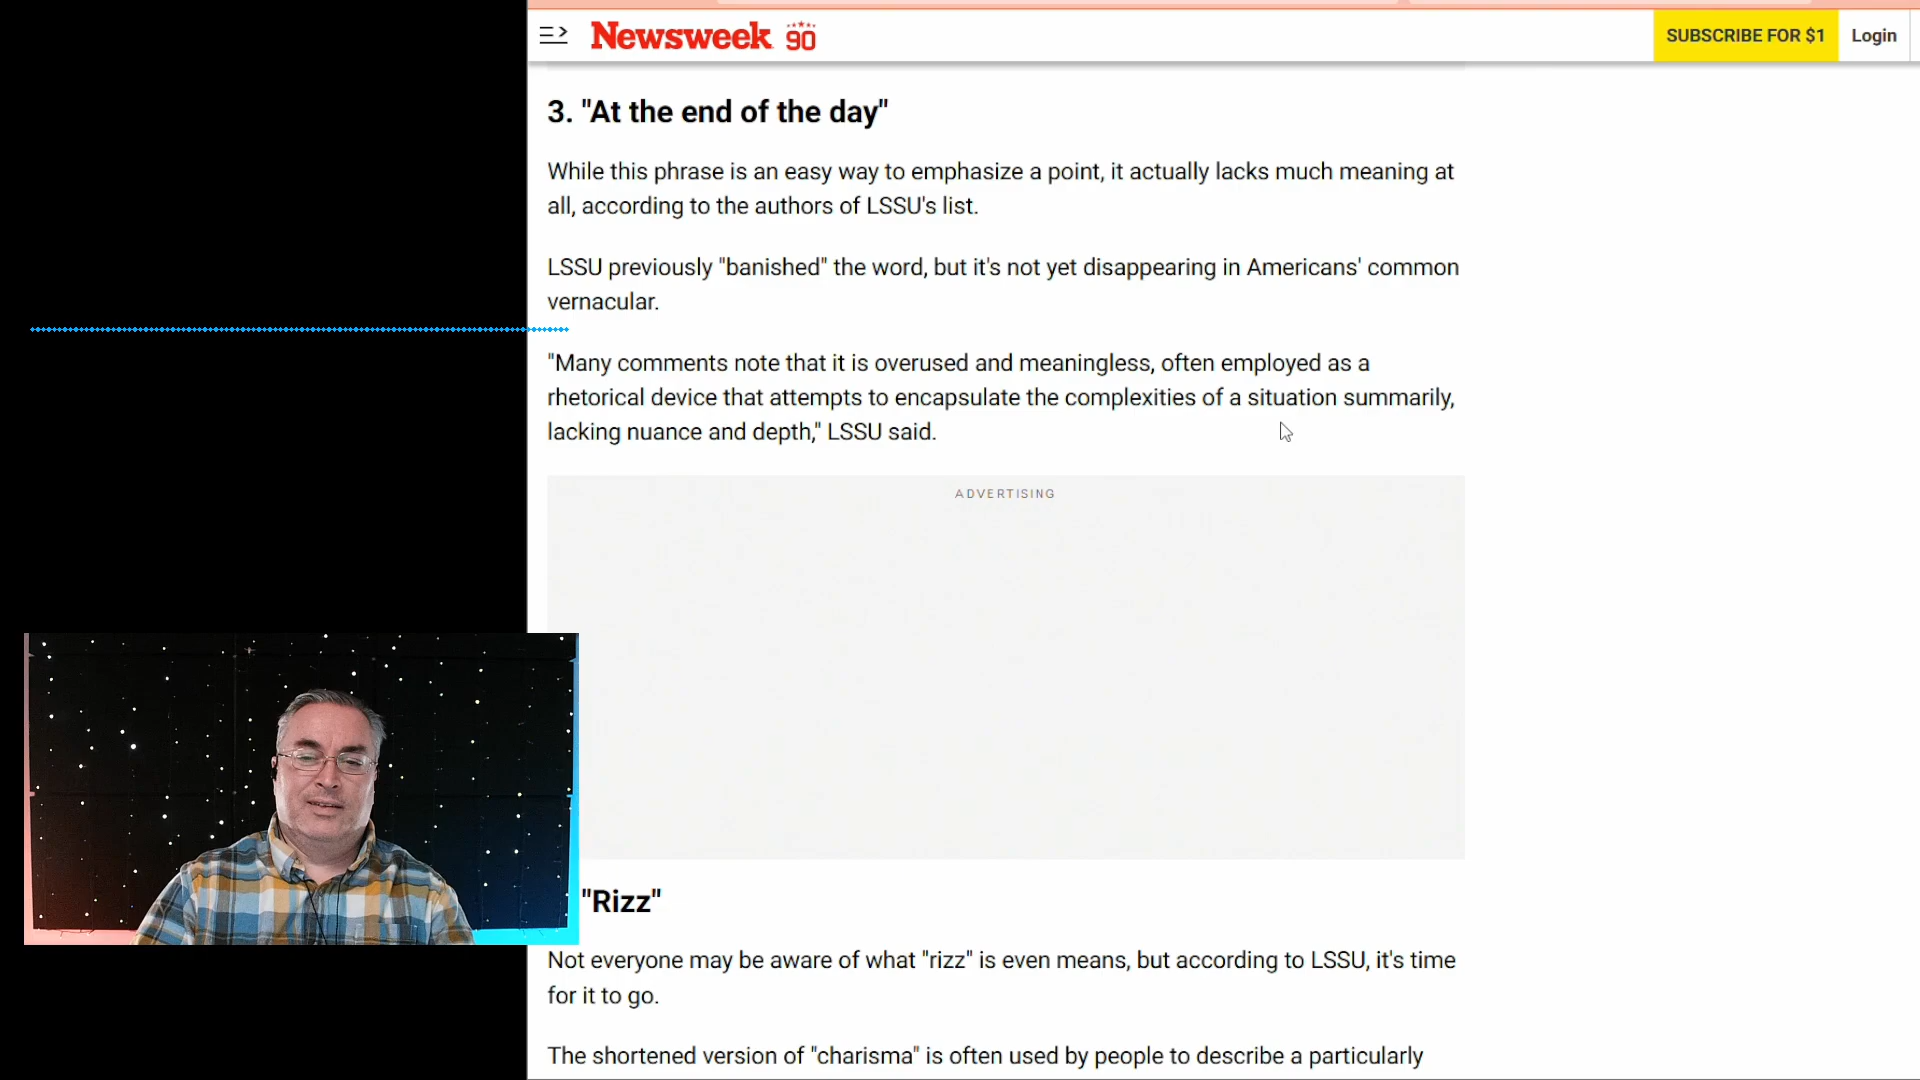 Newsweek 90
SUBSCRIBE FOR $1
Login
3. "At the end of the day"
While this phrase is an easy way to emphasize a point, it actually lacks much meaning at
all, according to the authors of LSSU's list.
LSSU previously "banished" the word, but it's not yet disappearing in Americans' common
vernacular.
"Many comments note that it is overused and meaningless, often employed as a
rhetorical device that attempts to encapsulate the complexities of a situation summarily,
lacking nuance and depth," LSSU said.
ADVERTISING
"Rizz"
Not everyone may be aware of what "rizz" is even means, but according to LSSU, it's time
for it to go.
The shortened version of "charisma" is often used by people to describe a particularly